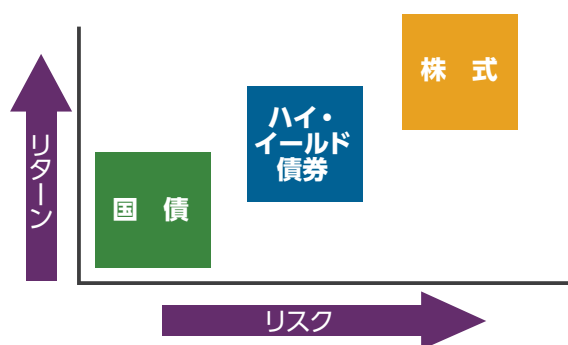 株 式
ハイ・
イールド
債券
国 債
リターン
リスク